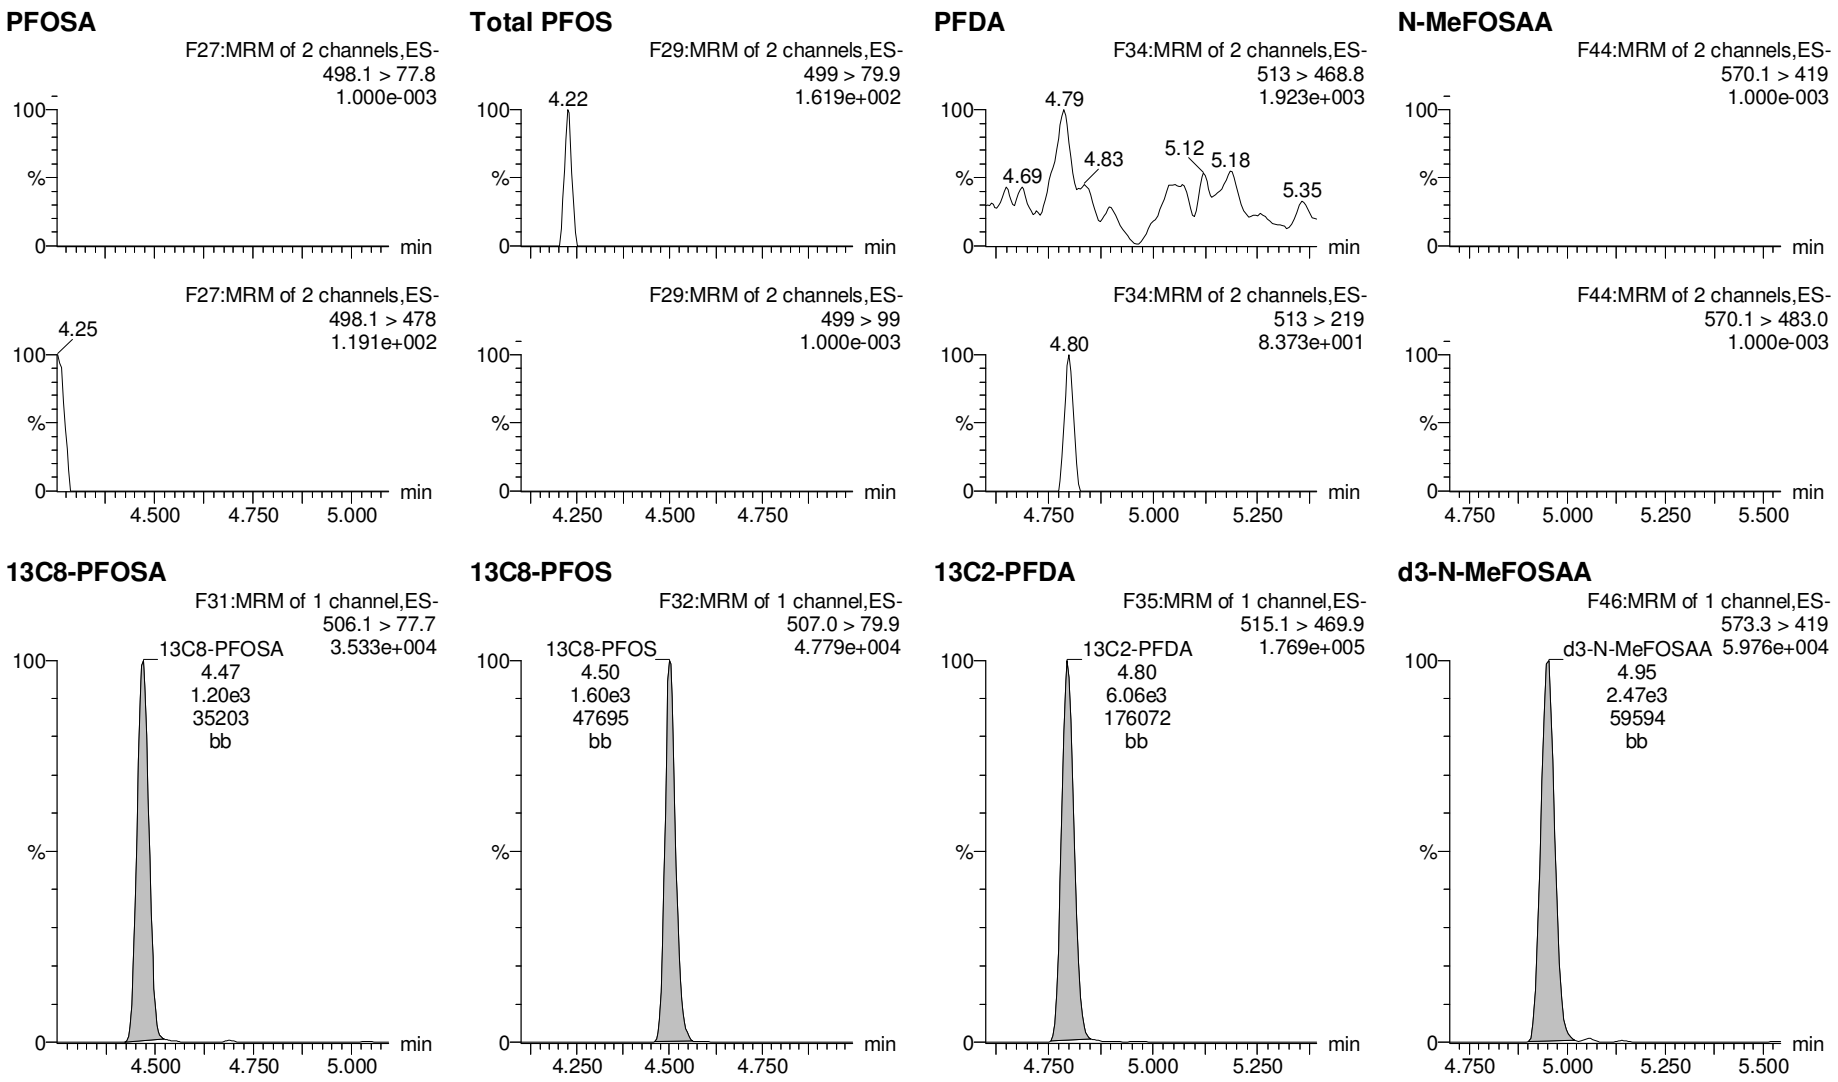 PFOSA
F27:MRM of 2 channels,ES-
498.1 > 77.8
1.000e-003
100
%
0
min
F27:MRM of 2 channels,ES-
498.1 > 478
1.191e+002
4.25
100
%
0
min
4.500 4.750 5.000
Total PFOS
F29:MRM of 2 channels,ES-
499 > 79.9
1.619e+002
4.22
100
%
0
min
F29:MRM of 2 channels,ES-
499 > 99
1.000e-003
100
%
0
min
4.250 4.500 4.750
PFDA
F34:MRM of 2 channels,ES-
513 > 468.8
1.923e+003
4.79
100
4.83
5.12
5.18
4.69
%
5.35
0
min
F34:MRM of 2 channels,ES-
513 > 219
8.373e+001
4.80
100
%
0
min
4.750 5.000 5.250
N-MeFOSAA
F44:MRM of 2 channels,ES-
570.1 > 419
1.000e-003
100
%
0
min
F44:MRM of 2 channels,ES-
570.1 > 483.0
1.000e-003
100
%
0
min
4.750 5.000 5.250 5.500
13C8-PFOSA
F31:MRM of 1 channel,ES-
506.1 > 77.7
3.533e+004
13C8-PFOSA
4.47
1.20e3
35203
bb
100
%
0
min
4.500 4.750 5.000
13C8-PFOS
F32:MRM of 1 channel,ES-
507.0 > 79.9
4.779e+004
13C8-PFOS
4.50
1.60e3
47695
bb
100
%
0
min
4.250 4.500 4.750
13C2-PFDA
F35:MRM of 1 channel,ES-
515.1 > 469.9
1.769e+005
13C2-PFDA
4.80
6.06e3
176072
bb
100
%
0
min
4.750 5.000 5.250
d3-N-MeFOSAA
F46:MRM of 1 channel,ES-
573.3 > 419
5.976e+004
d3-N-MeFOSAA
4.95
2.47e3
59594
bb
100
%
0
min
4.750 5.000 5.250 5.500